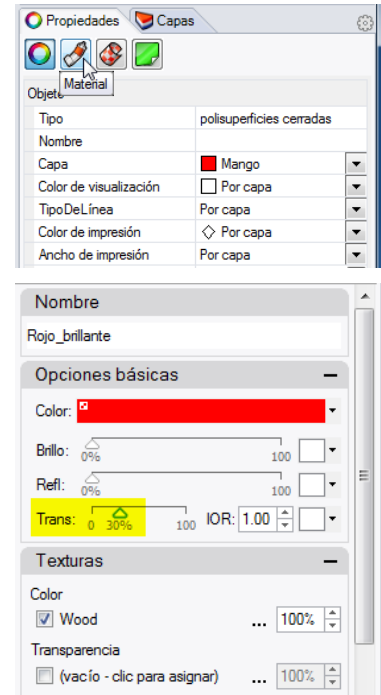 Propiedades Capas
Material
Objeto
Tipo polisuperficies cerradas
Nombre
Capa Mango
Color de visualización Por capa
TipoDeLínea Por capa
Color de impresión Por capa
Ancho de impresión Por capa
Nombre
Rojo_brillante
Opciones básicas
Color:
Brillo: 0% 100
Refl: 0% 100
Trans: 0 30% 100 IOR: 1.00
Texturas
Color
Wood ... 100%
Transparencia
(vacío - clic para asignar) ... 100%